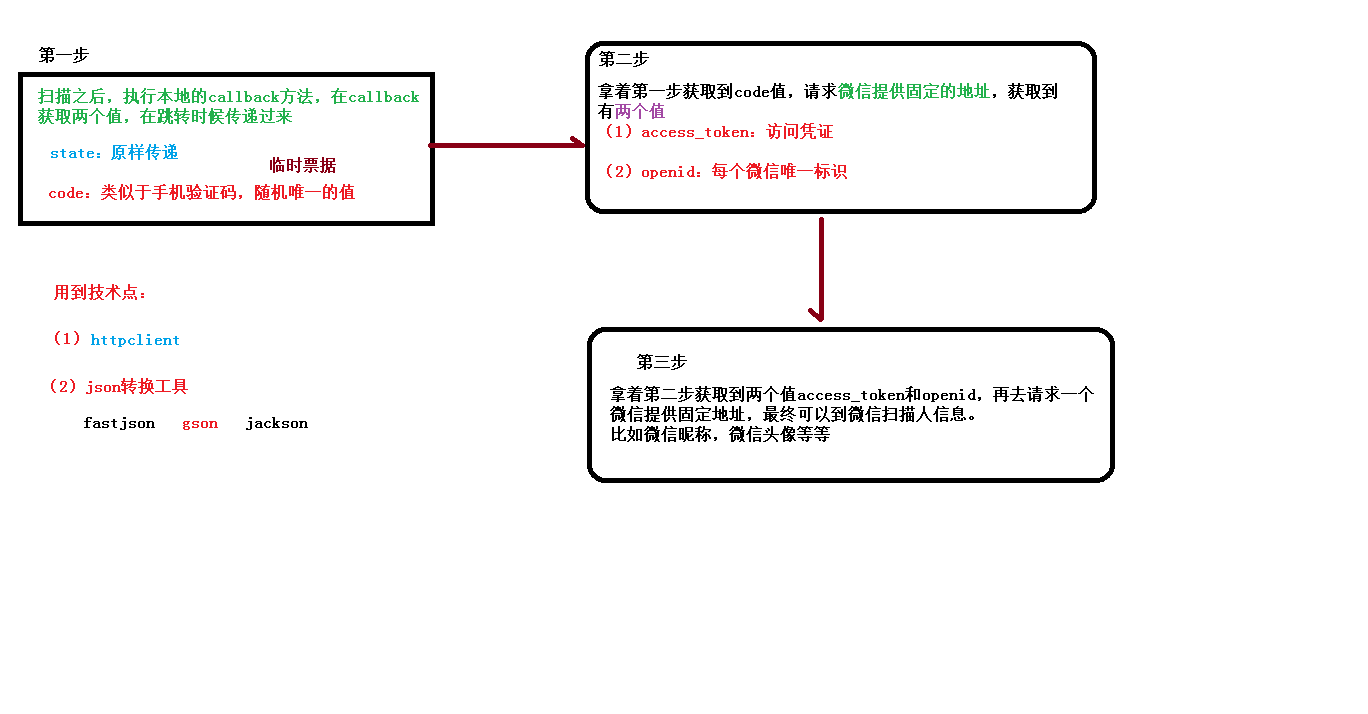 第一步
扫描之后，执行本地的callback方法，在callback
获取两个值，在跳转时候传递过来
state：原样传递
临时票据
code：类似于手机验证码，随机唯一的值
第二步
拿着第一步获取到code值，请求微信提供固定的地址，获取到
有两个值
（1）access_token：访问凭证
（2）openid：每个微信唯一标识
第三步
拿着第二步获取到两个值access_token和openid，再去请求一个
微信提供固定地址，最终可以到微信扫描人信息。
比如微信昵称，微信头像等等
用到技术点：
（1）httpclient
（2）json转换工具
fastjson gson jackson